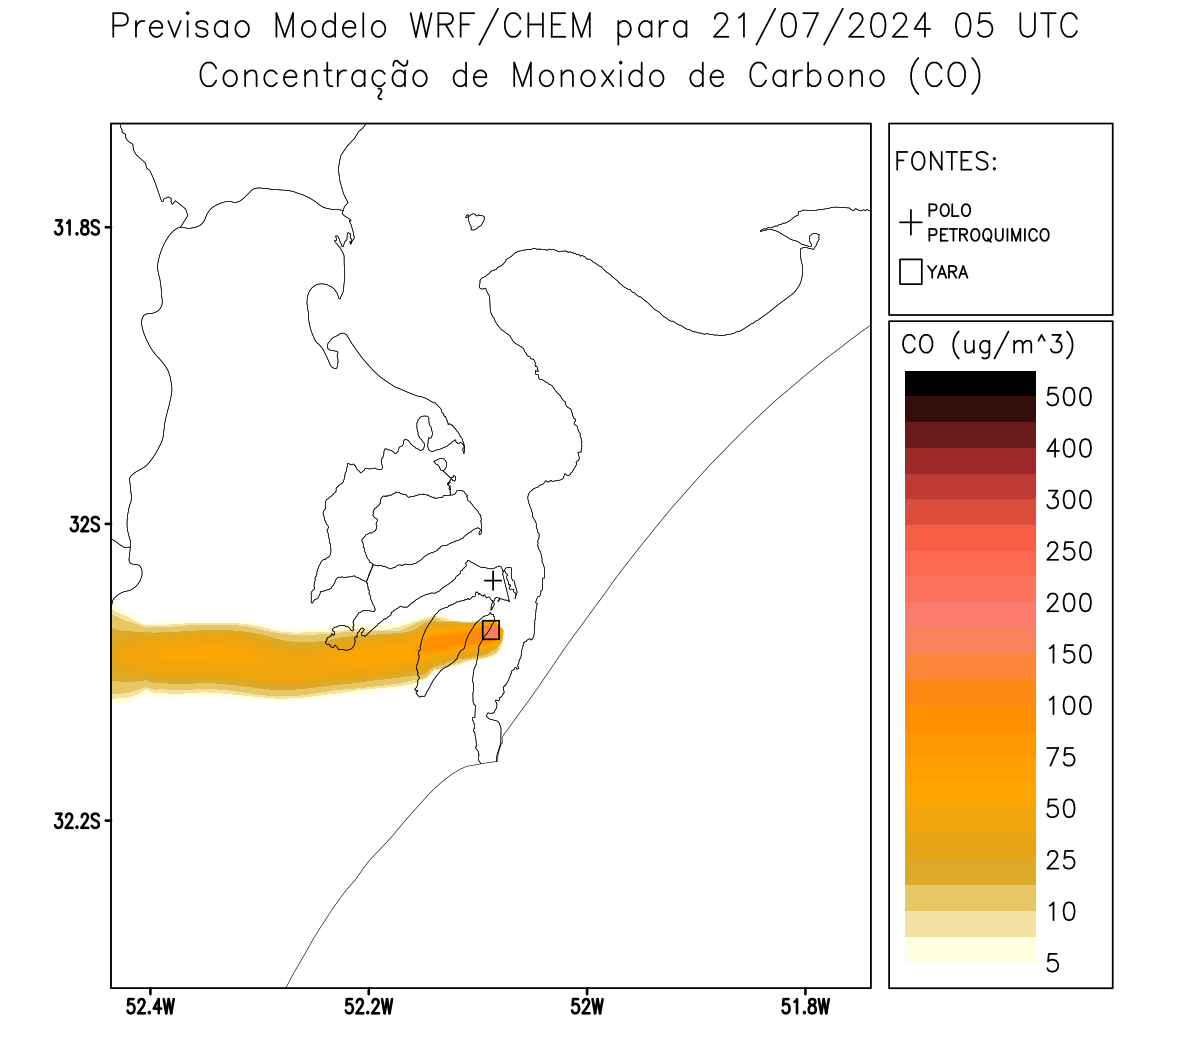 Previsao Modelo WRF/CHEM para 21/07/2024 05 UTC
Concentração de Monoxido de Carbono (CO)
FONTES:
POLO
PETROQUIMICO
YARA
CO (ug/m^3)
500
400
300
250
200
150
100
75
50
25
10
5
31.8S
32S
32.2S
52.4W
52.2W
52W
51.8W